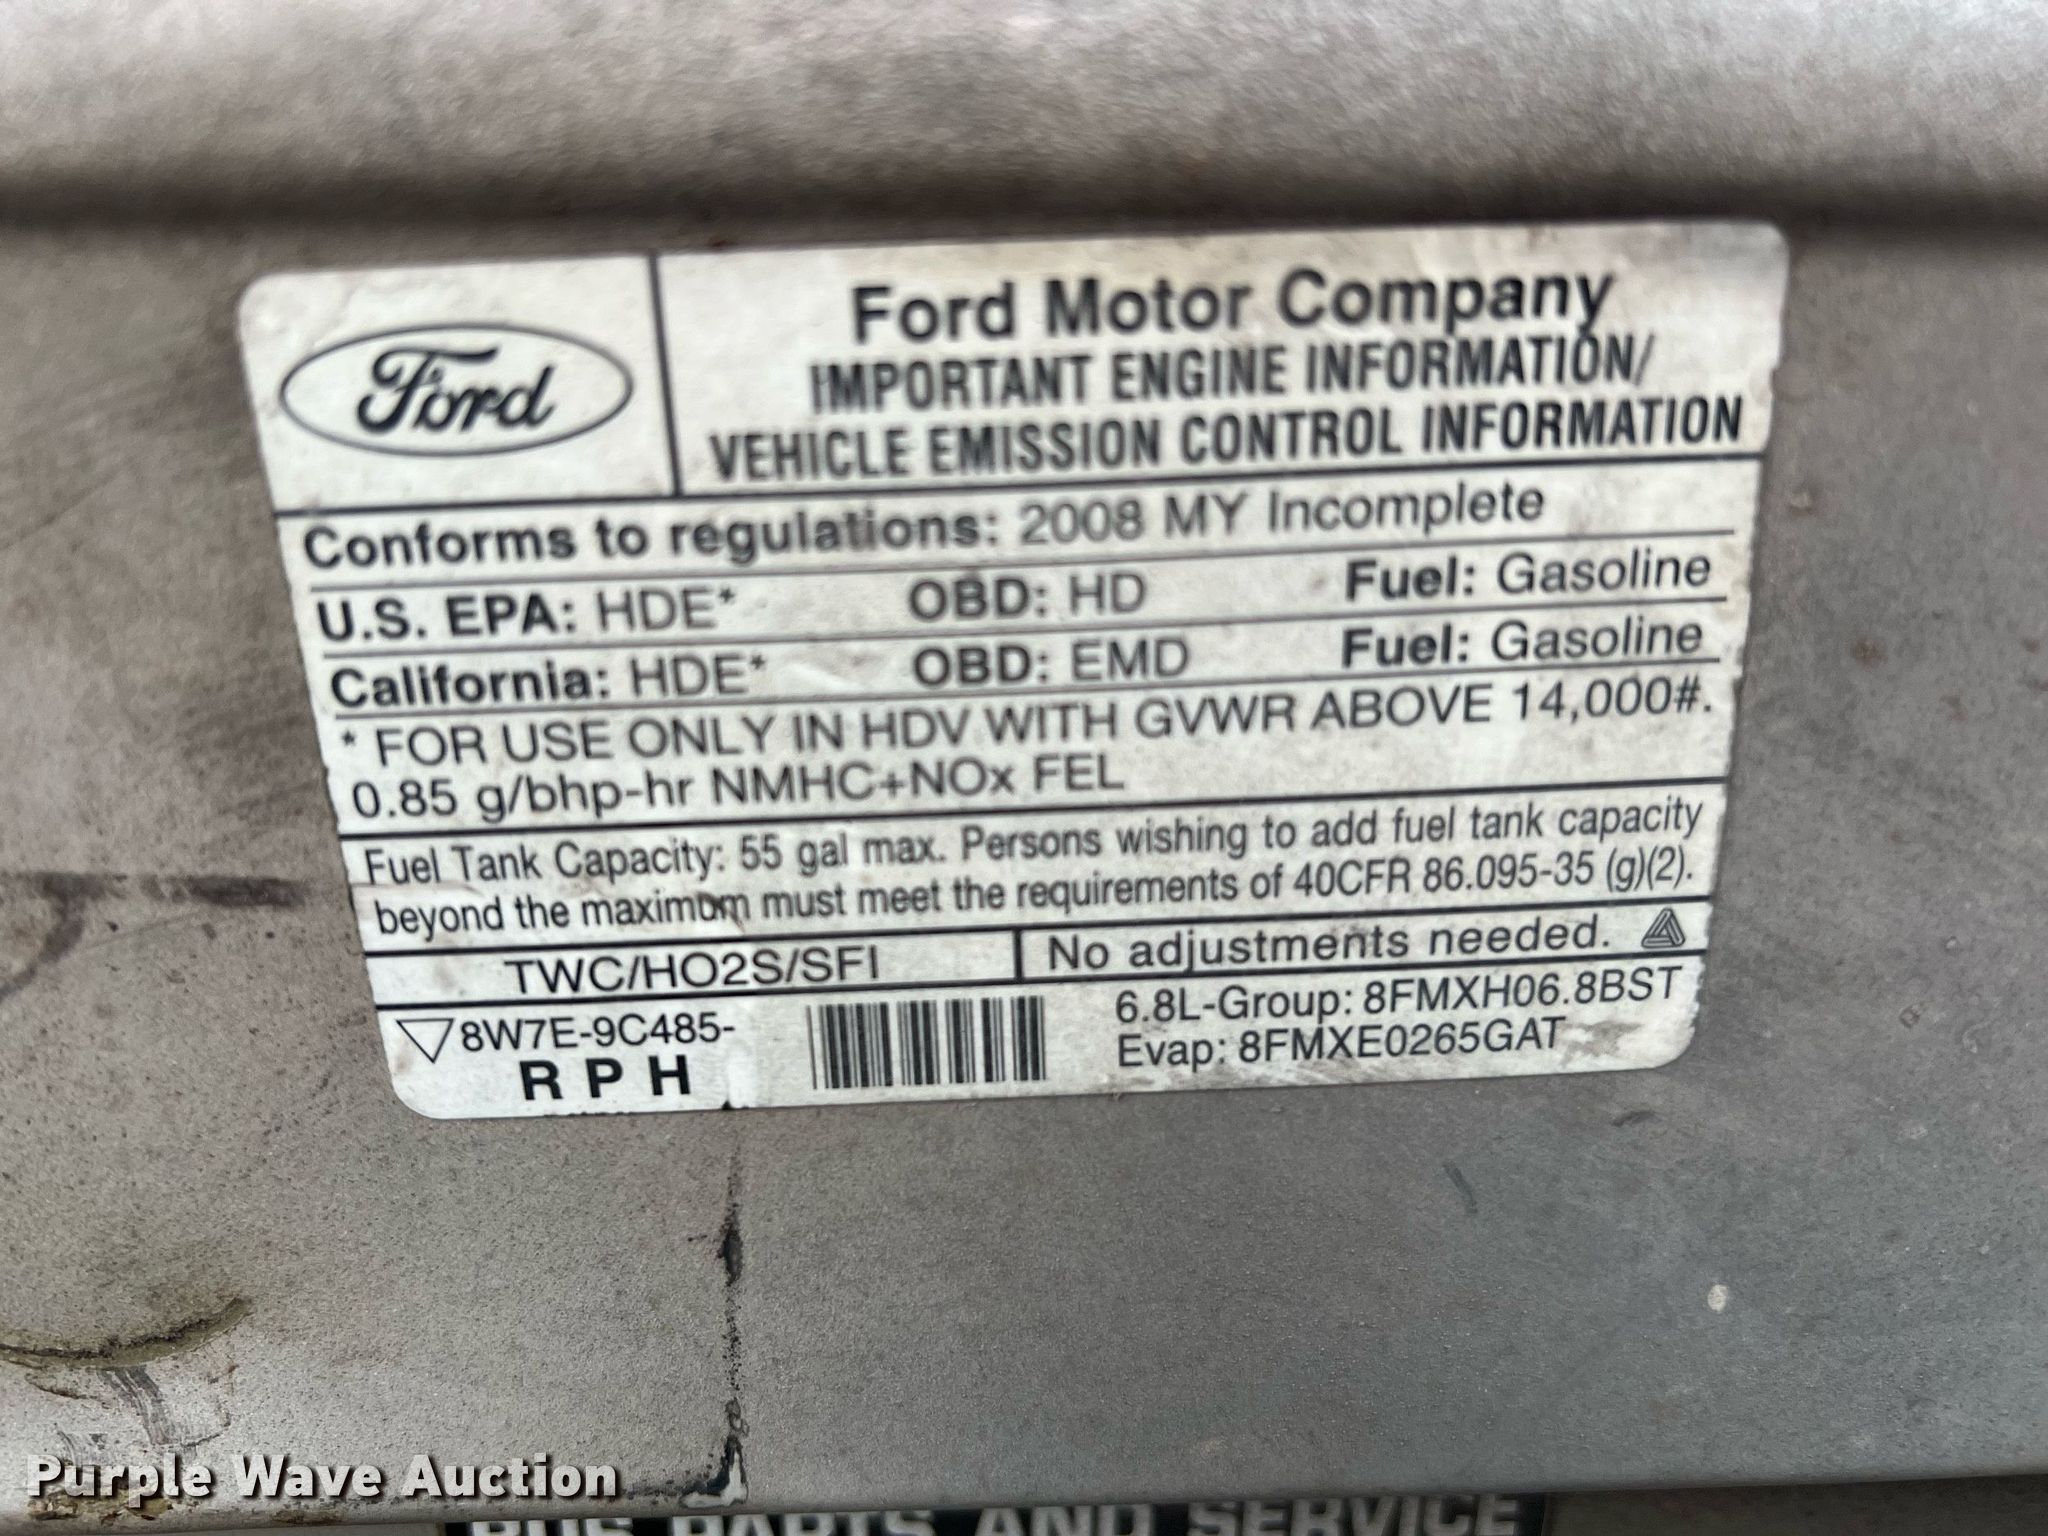 Ford
Ford Motor Company
IMPORTANT ENGINE INFORMATION/
VEHICLE EMISSION CONTROL INFORMATION
Conforms to regulations: 2008 MY Incomplete
U.S. EPA: HDE* OBD: HD Fuel: Gasoline
California: HDE* OBD: EMD Fuel: Gasoline
* FOR USE ONLY IN HDV WITH GVWR ABOVE 14,000#.
0.85 g/bhp-hr NMHC+NOx FEL
Fuel Tank Capacity: 55 gal max. Persons wishing to add fuel tank capacity
beyond the maximum must meet the requirements of 40CFR 86.095-35 (g)(2).
TWC/HO2S/SFI No adjustments needed.
8W7E-9C485-
R P H
6.8L-Group: 8FMXH06.8BST
Evap: 8FMXE0265GAT
Purple Wave Auction
BUS PARTS AND SERVICE